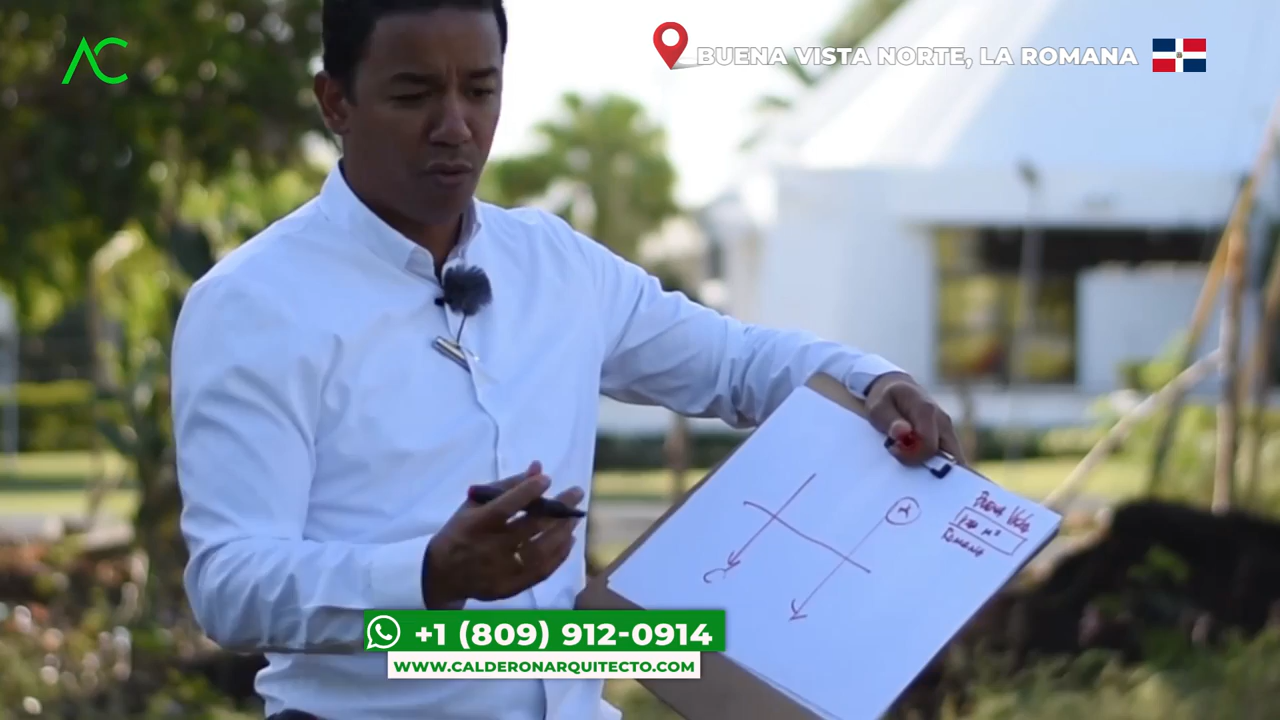 AC
BUENA VISTA NORTE, LA ROMANA
BUENA VISTA
ROMANA
+1 (809) 912-0914
WWW.CALDERONARQUITECTO.COM